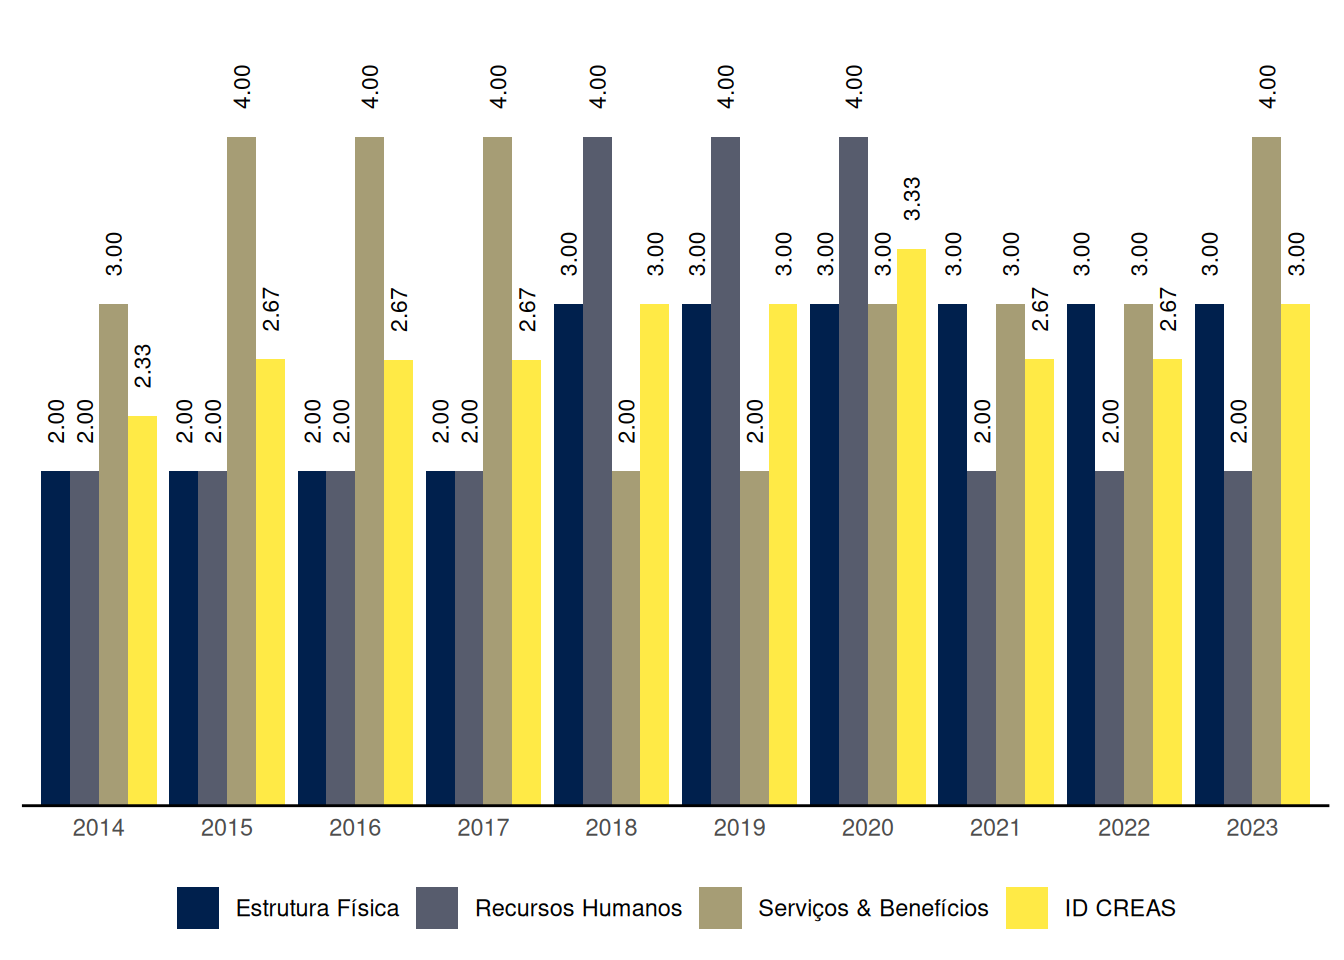 2.00 2.00 3.00 2.33 2.00 2.00 4.00 2.67 2.00 2.00 4.00 2.67 2.00 2.00 4.00 2.67 3.00 4.00 2.00 3.00 3.00 4.00 2.00 3.00 3.00 4.00 3.00 3.33 3.00 2.00 3.00 2.67 3.00 2.00 3.00 2.67 3.00 2.00 4.00 3.00
2014 2015 2016 2017 2018 2019 2020 2021 2022 2023
Estrutura Física Recursos Humanos Serviços & Benefícios ID CREAS